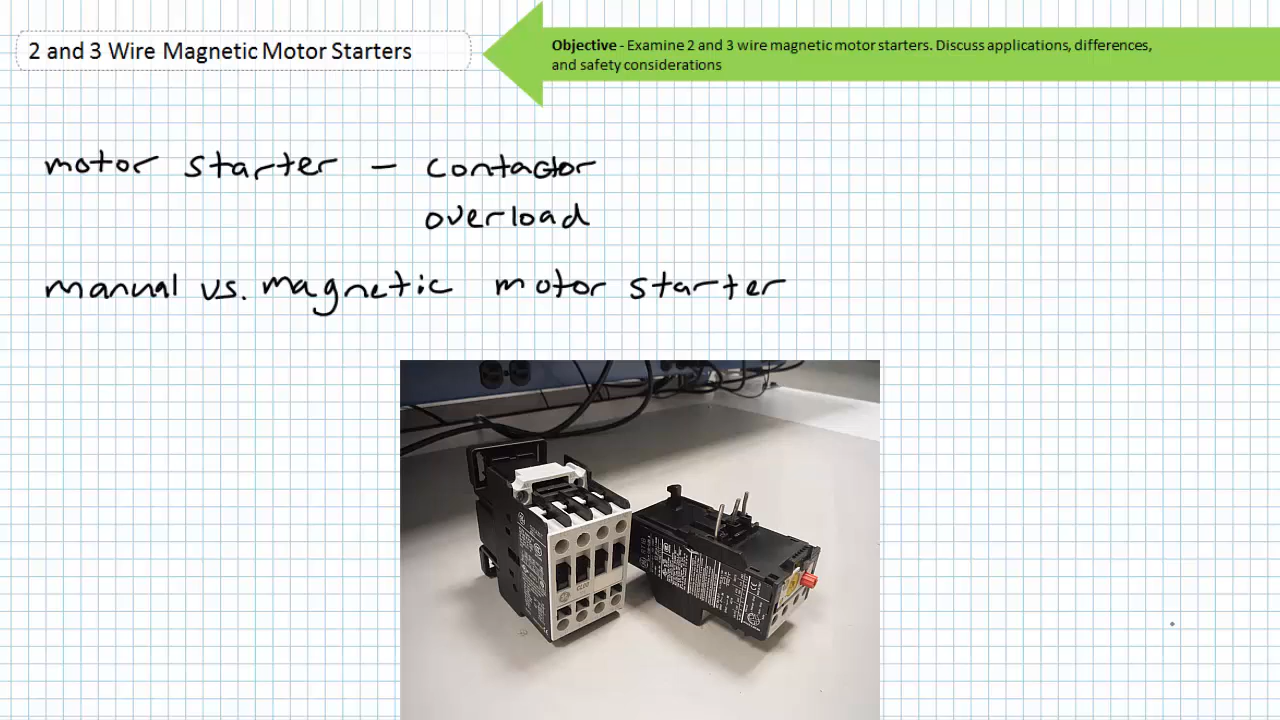 2 and 3 Wire Magnetic Motor Starters
Objective - Examine 2 and 3 wire magnetic motor starters. Discuss applications, differences,
and safety considerations
motor starter - contactor
overload
manual vs. magnetic motor starter